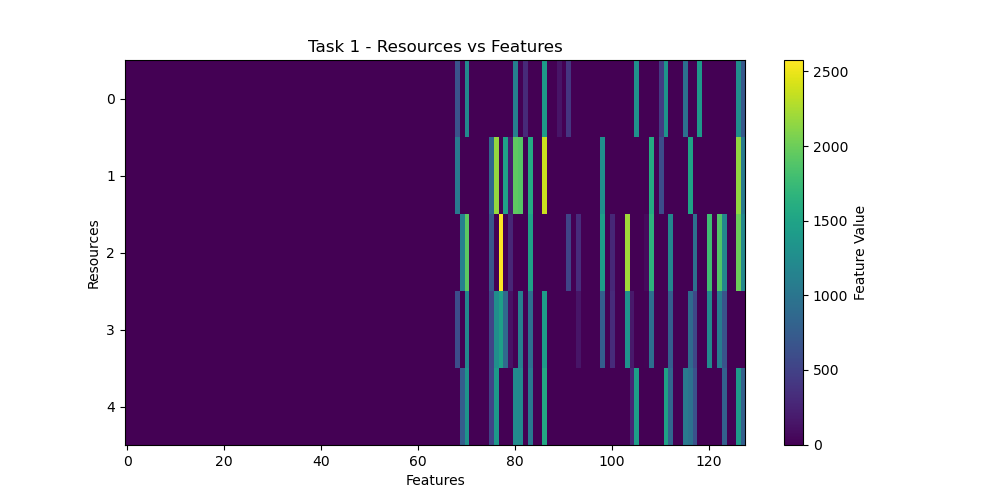 Task 1 - Resources vs Features
Resources
0
1
2
3
4
0 20 40 60 80 100 120
Features
2500
2000
1500
1000
500
0
Feature Value